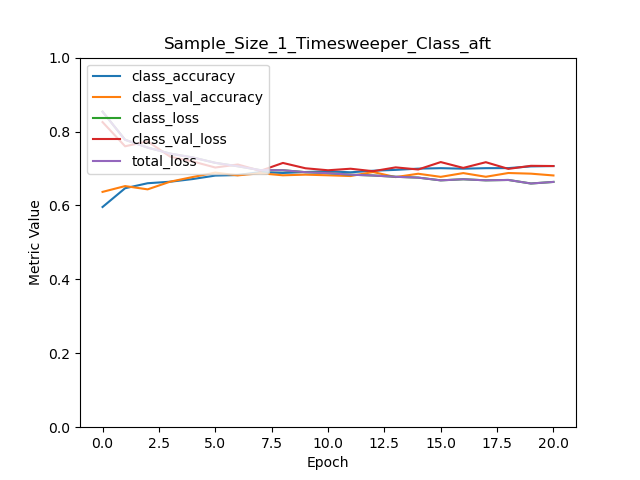 Sample_Size_1_Timesweeper_Class_aft
class_accuracy
class_val_accuracy
class_loss
class_val_loss
total_loss
Metric Value
1.0
0.8
0.6
0.4
0.2
0.0
0.0 2.5 5.0 7.5 10.0 12.5 15.0 17.5 20.0
Epoch